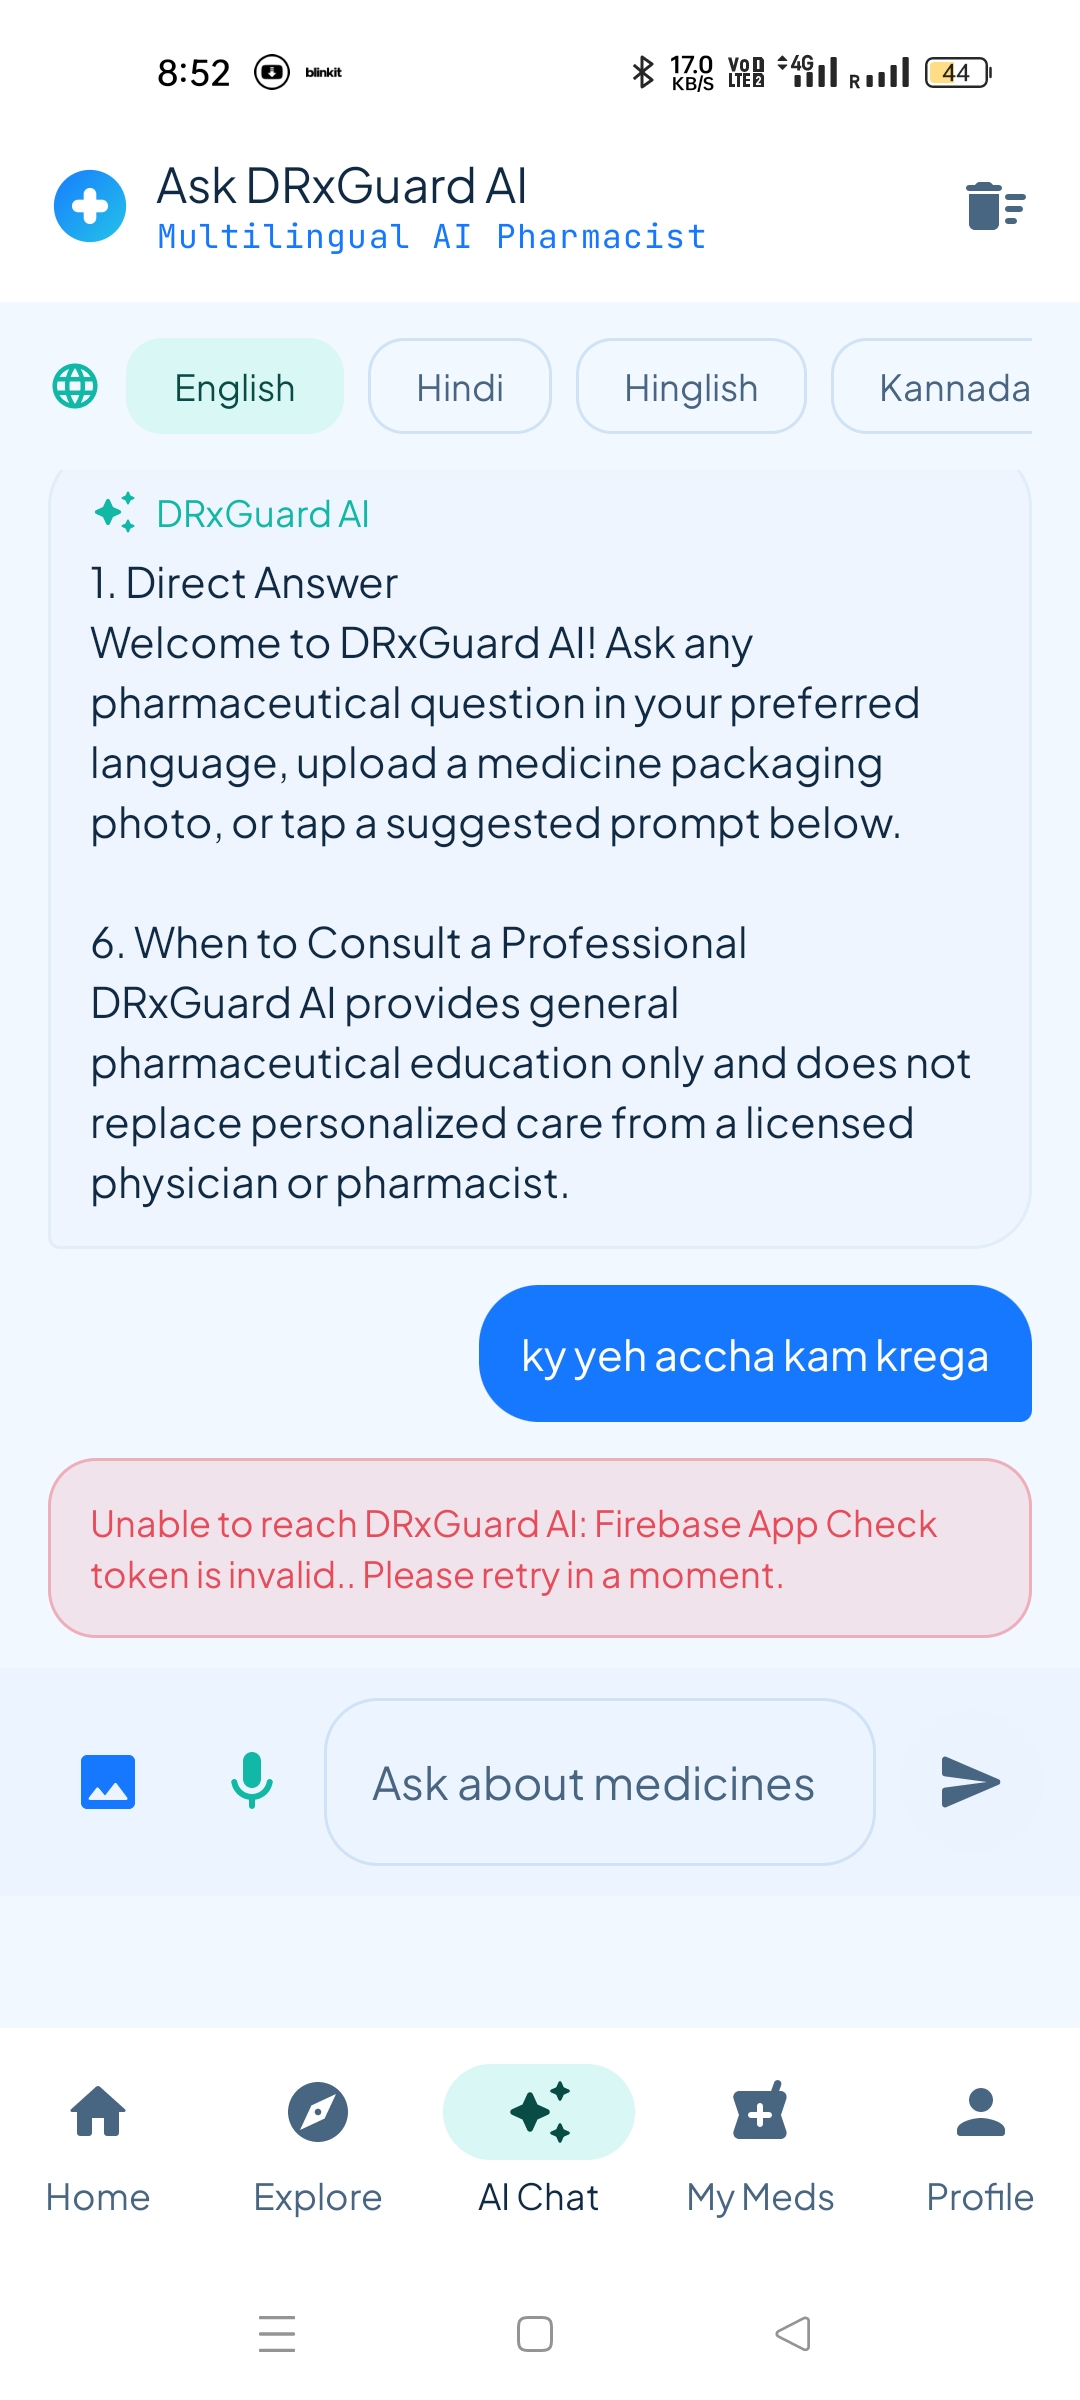 8:52
blinkit
17.0
KB/S
Vo 1
LTE 2
4G
R
44
Ask DRxGuard AI
Multilingual AI Pharmacist
English
Hindi
Hinglish
Kannada
DRxGuard AI
1. Direct Answer
Welcome to DRxGuard AI! Ask any
pharmaceutical question in your preferred
language, upload a medicine packaging
photo, or tap a suggested prompt below.
6. When to Consult a Professional
DRxGuard AI provides general
pharmaceutical education only and does not
replace personalized care from a licensed
physician or pharmacist.
ky yeh accha kam krega
Unable to reach DRxGuard AI: Firebase App Check
token is invalid.. Please retry in a moment.
Ask about medicines
Home
Explore
AI Chat
My Meds
Profile